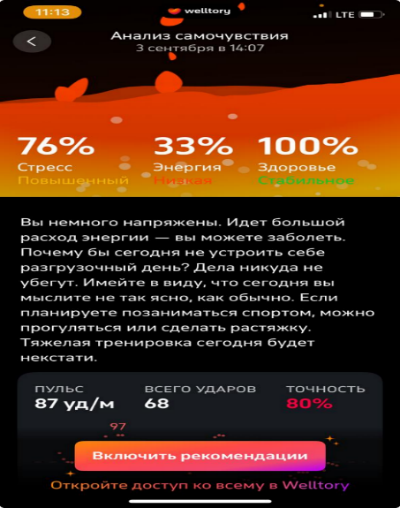 11:13
welltory
LTE
Анализ самочувствия
3 сентября в 14:07
76% 33% 100%
Стресс Энергия Здоровье
Повышенный Низкая Стабильное
Вы немного напряжены. Идет большой
расход энергии — вы можете заболеть.
Почему бы сегодня не устроить себе
разгрузочный день? Дела никуда не
убегут. Имейте в виду, что сегодня вы
мыслите не так ясно, как обычно. Если
планируете позаниматься спортом, можно
прогуляться или сделать растяжку.
Тяжелая тренировка сегодня будет
некстати.
ПУЛЬС ВСЕГО УДАРОВ ТОЧНОСТЬ
87 уд/м 68 80%
97
Включить рекомендации
Откройте доступ ко всему в Welltory